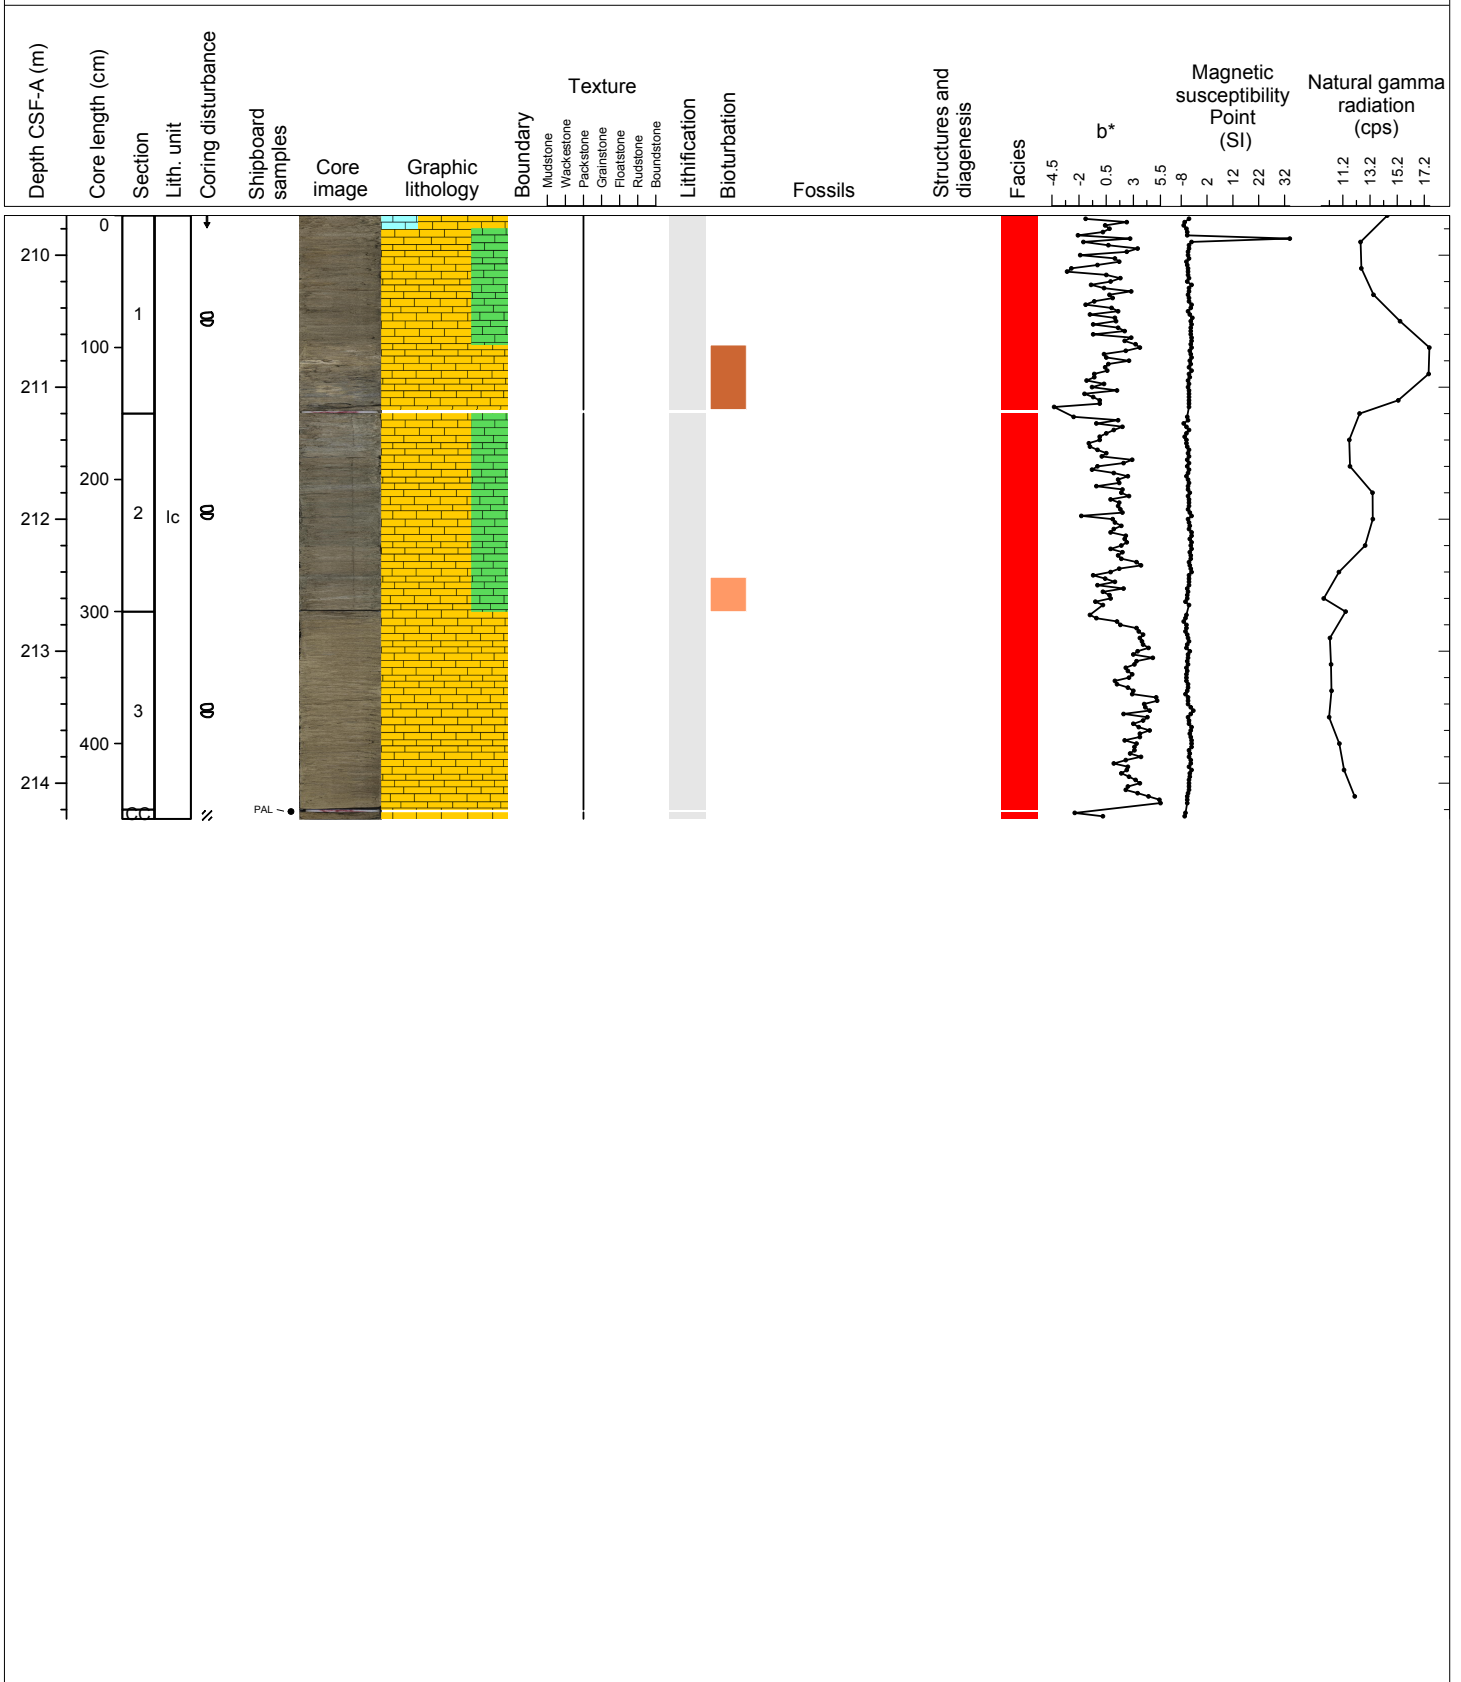 Depth CSF-A (m)
Core length (cm)
Section
Lith. unit
Coring disturbance
Shipboard
samples
Core
image
Graphic
lithology
Boundary
Texture
Mudstone
Wackestone
Packstone
Grainstone
Floatstone
Rudstone
Boundstone
Lithification
Bioturbation
Fossils
Structures and
diagenesis
Facies
b*
-4.5
-2
0.5
3
5.5
Magnetic
susceptibility
Point
(SI)
-8
2
12
22
32
Natural gamma
radiation
(cps)
11.2
13.2
15.2
17.2
0
210
1
100
211
200
212
2
Ic
300
213
3
400
214
CC
PAL